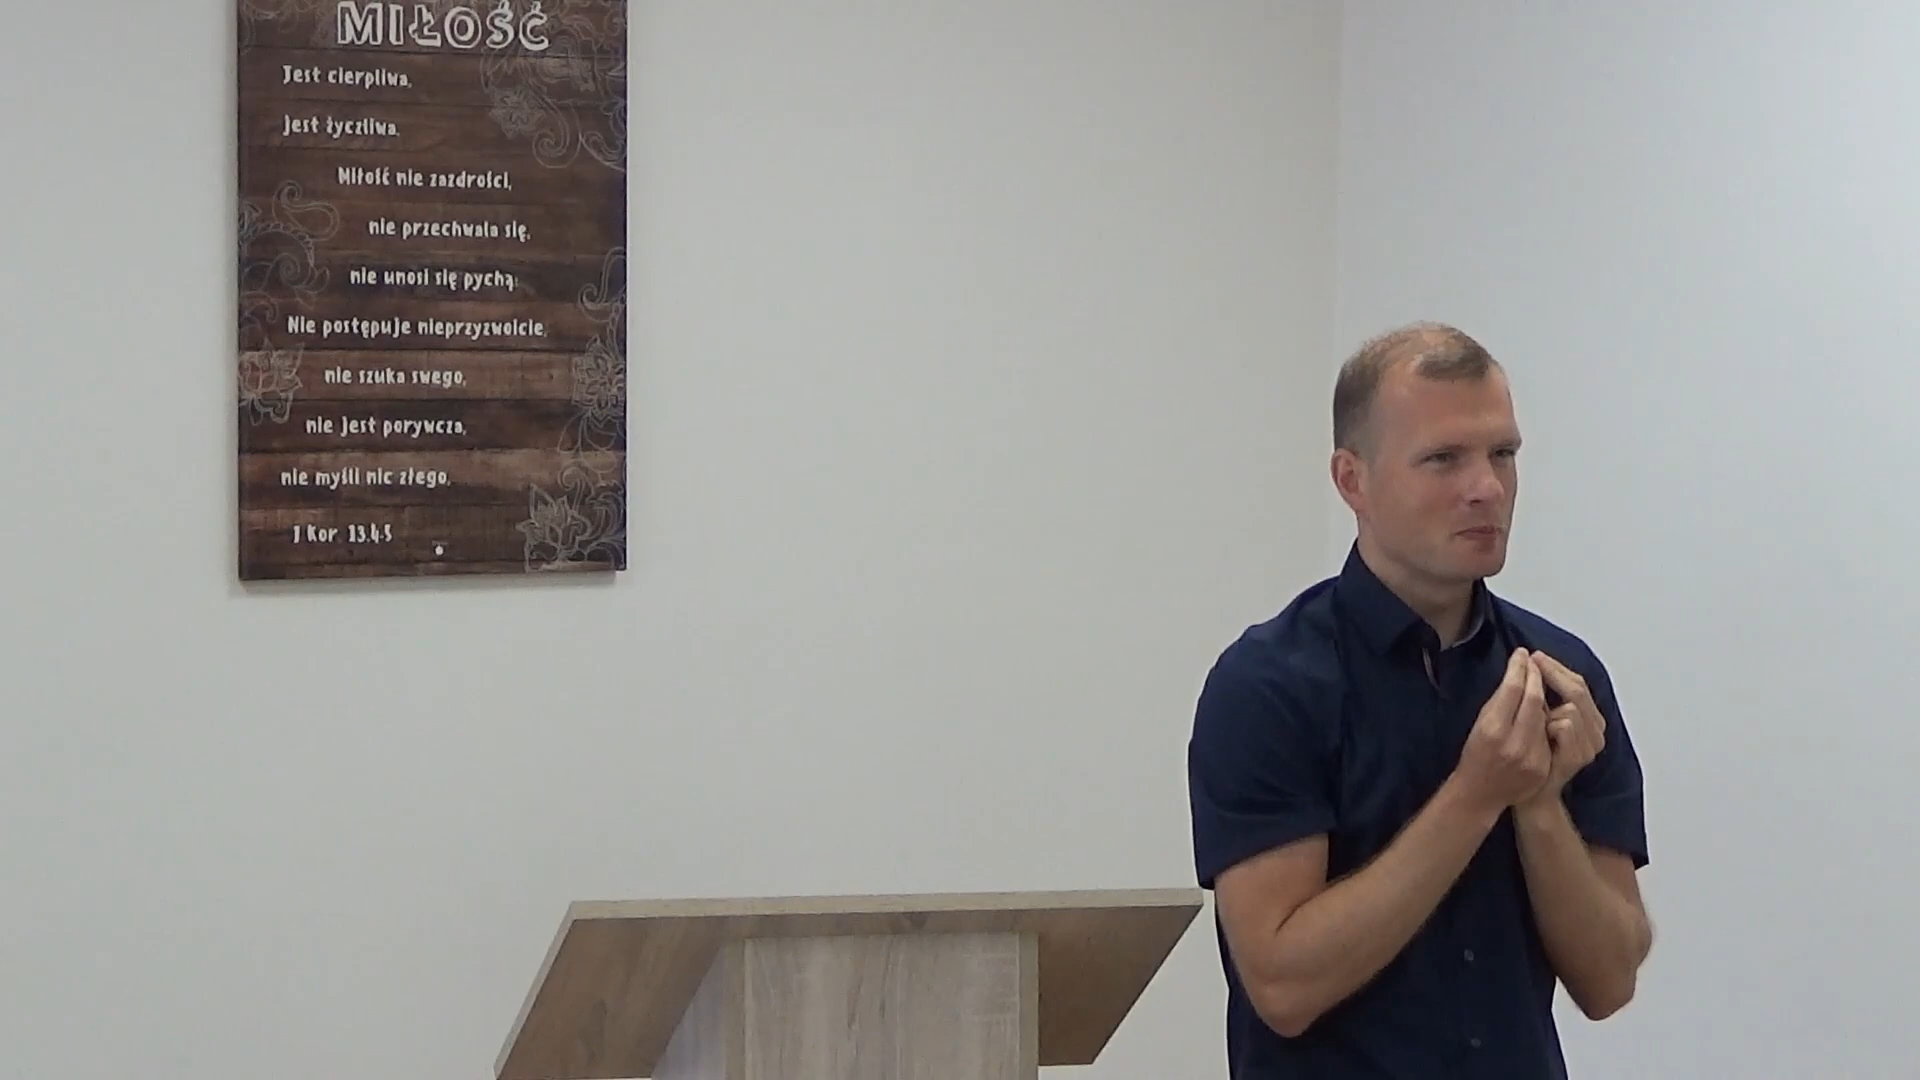 MIŁOŚĆ
Jest cierpliwa,
Jest życzliwa.
Miłość nie zazdrości,
nie przechwala się,
nie unosi się pychą;
Nie postępuje nieprzyzwoicie,
nie szuka swego,
nie jest porywcza,
nie myśli nic złego,
1 Kor. 13.4-5